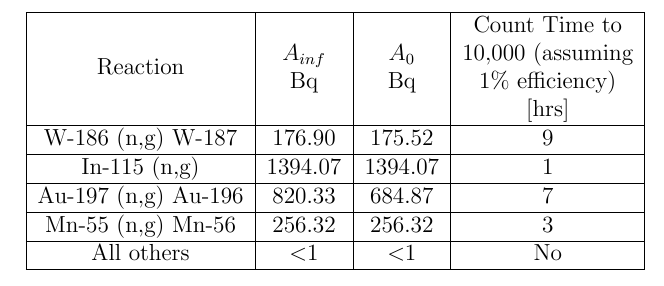 Reaction A_inf Bq A_0 Bq Count Time to 10,000 (assuming 1% efficiency) [hrs]
W-186 (n,g) W-187 176.90 175.52 9
In-115 (n,g) 1394.07 1394.07 1
Au-197 (n,g) Au-196 820.33 684.87 7
Mn-55 (n,g) Mn-56 256.32 256.32 3
All others <1 <1 No